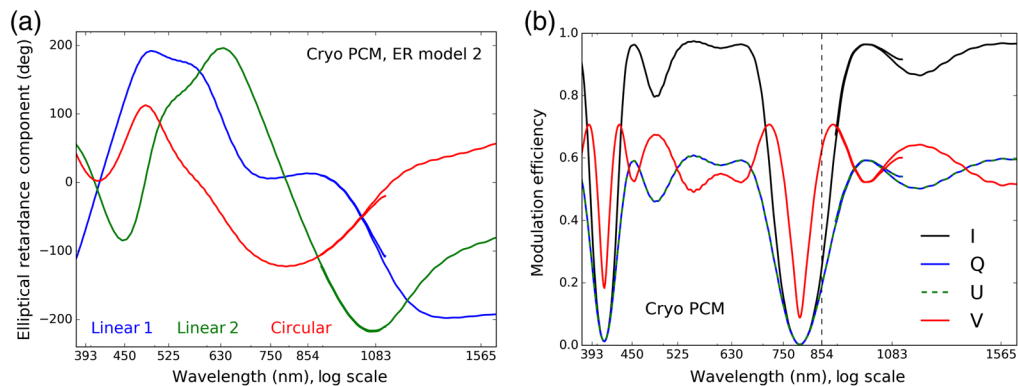 (a)
Elliptical retardance component (deg)
200
100
0
−100
−200
Cryo PCM, ER model 2
Linear 1 Linear 2 Circular
393 450 525 630 750 854 1083 1565
Wavelength (nm), log scale
(b)
Modulation efficiency
1.0
0.8
0.6
0.4
0.2
0.0
I
Q
U
V
Cryo PCM
393 450 525 630 750 854 1083 1565
Wavelength (nm), log scale